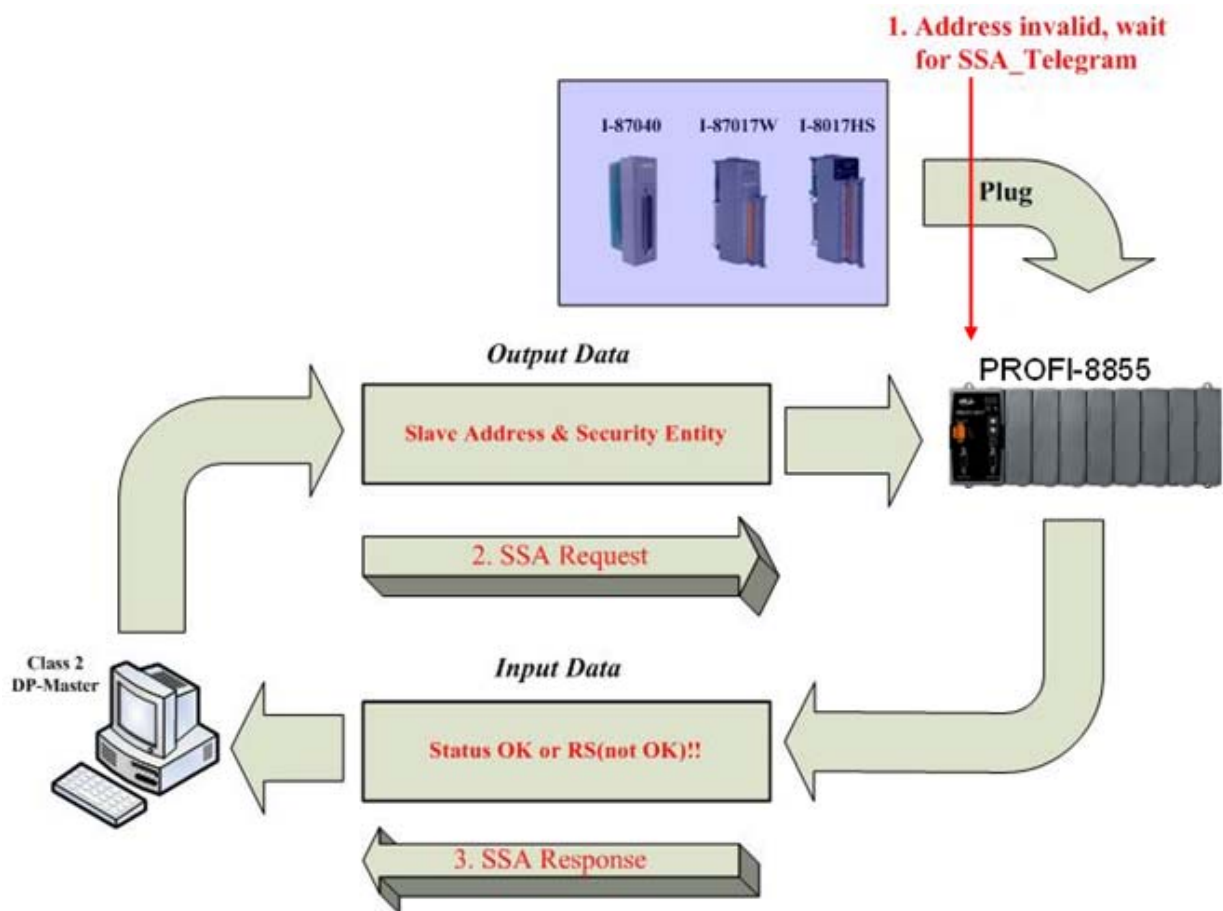 1. Address invalid, wait
for SSA_Telegram
I-87040
I-87017W
I-8017HS
Plug
Output Data
PROFI-8855
Slave Address & Security Entity
2. SSA Request
Class 2
DP-Master
Input Data
Status OK or RS(not OK)!!
3. SSA Response